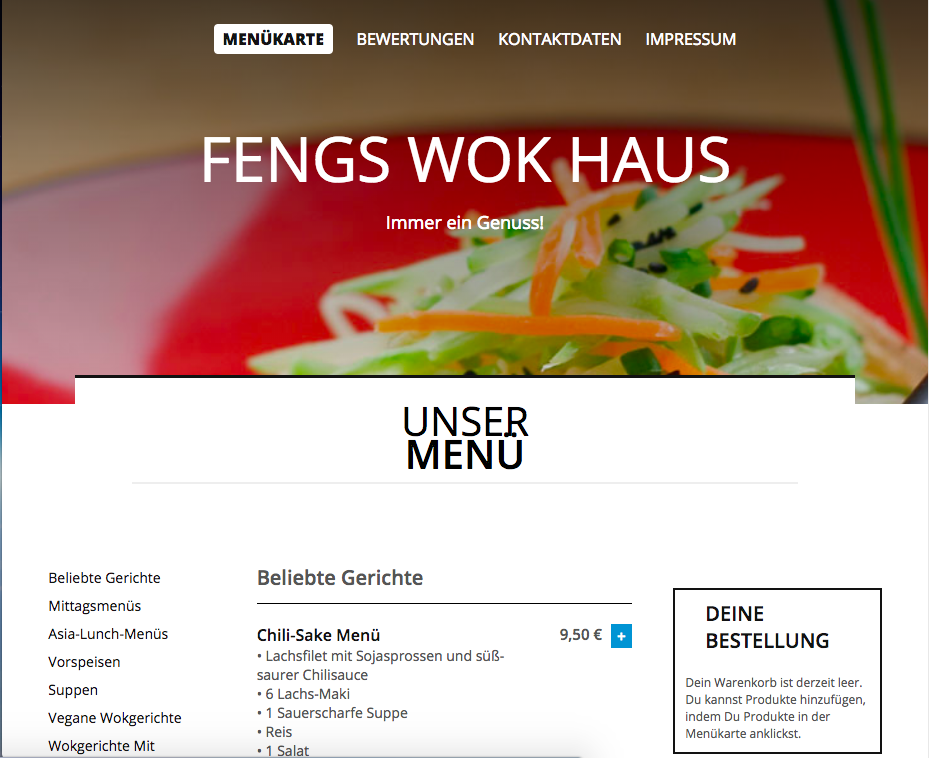 MENÜKARTE BEWERTUNGEN KONTAKTDATEN IMPRESSUM
FENGS WOK HAUS
Immer ein Genuss!
UNSER
MENÜ
Beliebte Gerichte
Mittagsmenüs
Asia-Lunch-Menüs
Vorspeisen
Suppen
Vegane Wokgerichte
Wokgerichte Mit
Beliebte Gerichte
Chili-Sake Menü 9,50 € +
• Lachsfilet mit Sojasprossen und süß-
saurer Chilisauce
• 6 Lachs-Maki
• 1 Sauerscharfe Suppe
• Reis
• 1 Salat
DEINE
BESTELLUNG
Dein Warenkorb ist derzeit leer.
Du kannst Produkte hinzufügen,
indem Du Produkte in der
Menükarte anklickst.